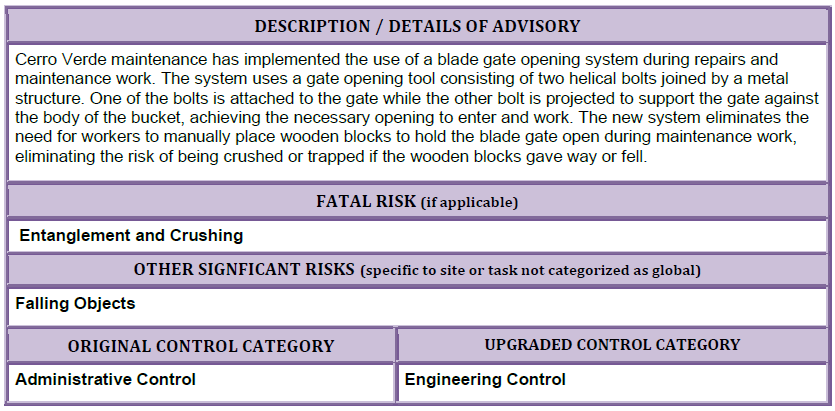 DESCRIPTION / DETAILS OF ADVISORY
Cerro Verde maintenance has implemented the use of a blade gate opening system during repairs and
maintenance work. The system uses a gate opening tool consisting of two helical bolts joined by a metal
structure. One of the bolts is attached to the gate while the other bolt is projected to support the gate against
the body of the bucket, achieving the necessary opening to enter and work. The new system eliminates the
need for workers to manually place wooden blocks to hold the blade gate open during maintenance work,
eliminating the risk of being crushed or trapped if the wooden blocks gave way or fell.
FATAL RISK (if applicable)
Entanglement and Crushing
OTHER SIGNFICANT RISKS (specific to site or task not categorized as global)
Falling Objects
ORIGINAL CONTROL CATEGORY
UPGRADED CONTROL CATEGORY
Administrative Control
Engineering Control